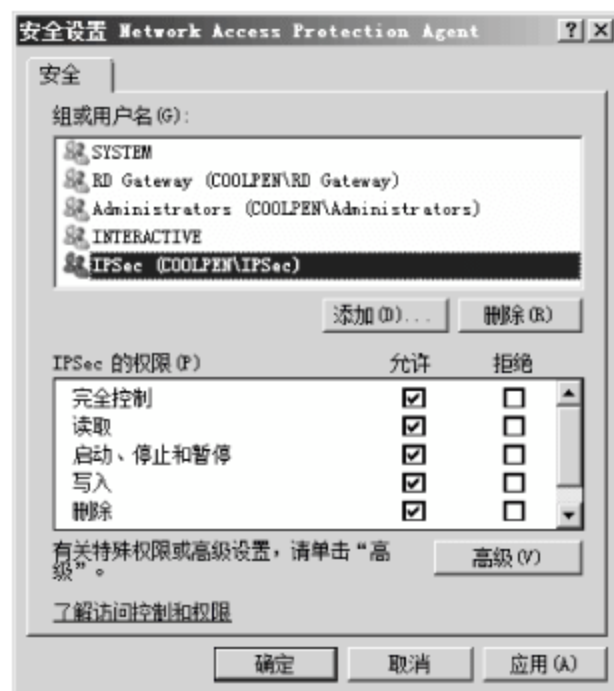 安全设置 Network Access Protection Agent
安全
组或用户名(G):
SYSTEM
RD Gateway (COOLPEN\RD Gateway)
Administrators (COOLPEN\Administrators)
INTERACTIVE
IPSec (COOLPEN\IPSec)
添加(D)... 删除(R)
IPSec 的权限(P) 允许 拒绝
完全控制
读取
启动、停止和暂停
写入
删除
有关特殊权限或高级设置，请单击“高
级”。
高级(V)
了解访问控制和权限
确定 取消 应用(A)